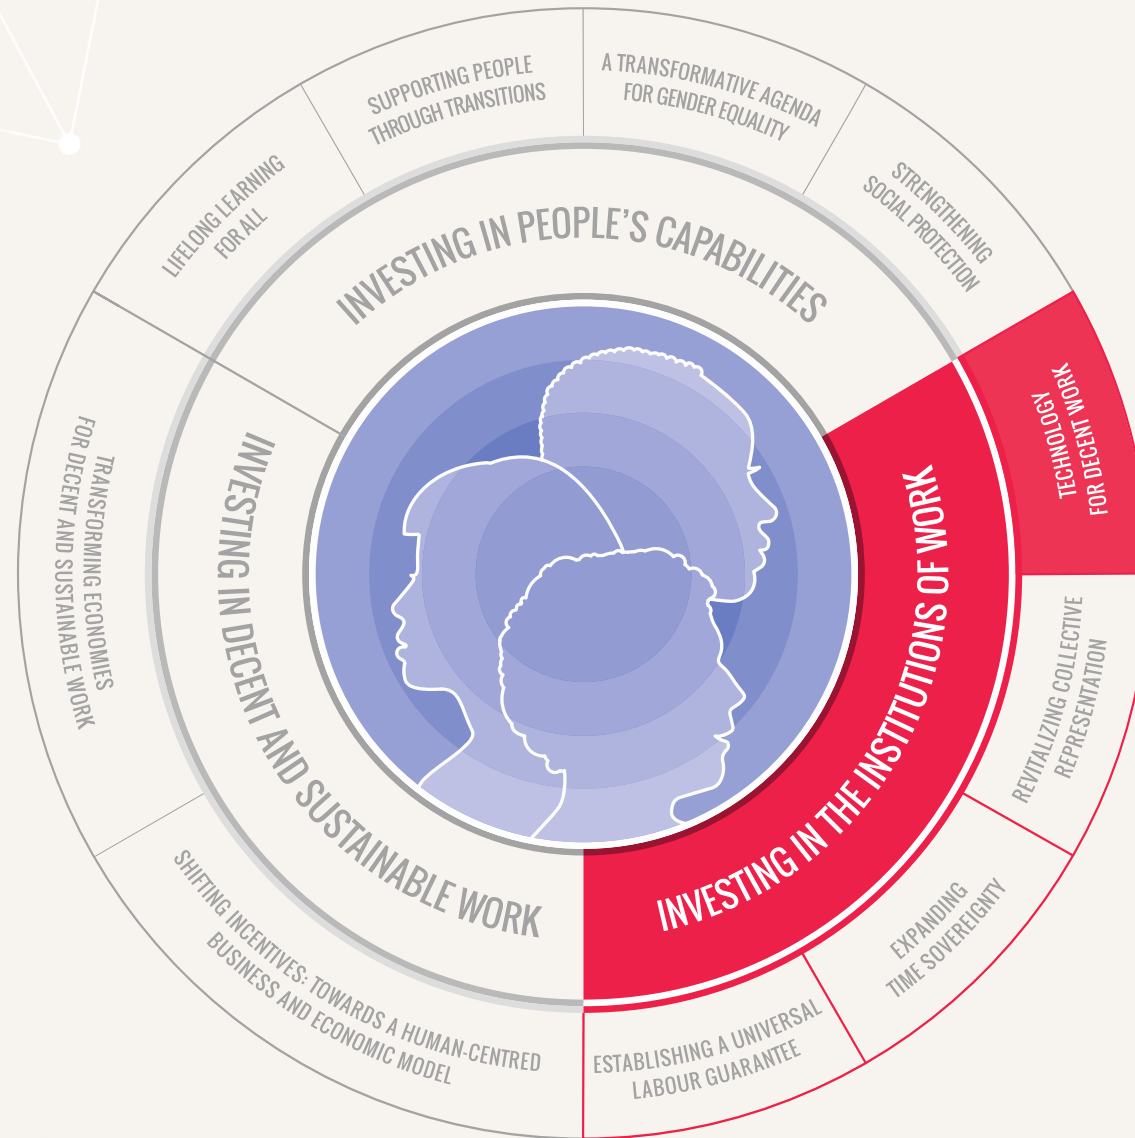 SUPPORTING PEOPLE
THROUGH TRANSITIONS
A TRANSFORMATIVE AGENDA
FOR GENDER EQUALITY
LIFELONG LEARNING
FOR ALL
STRENGTHENING
SOCIAL PROTECTION
INVESTING IN PEOPLE’S CAPABILITIES
TECHNOLOGY
FOR DECENT WORK
INVESTING IN THE INSTITUTIONS OF WORK
REVITALIZING COLLECTIVE
REPRESENTATION
EXPANDING
TIME SOVEREIGNTY
ESTABLISHING A UNIVERSAL
LABOUR GUARANTEE
INVESTING IN DECENT AND SUSTAINABLE WORK
TRANSFORMING ECONOMIES
FOR DECENT AND SUSTAINABLE WORK
SHIFTING INCENTIVES: TOWARDS A HUMAN-CENTRED
BUSINESS AND ECONOMIC MODEL